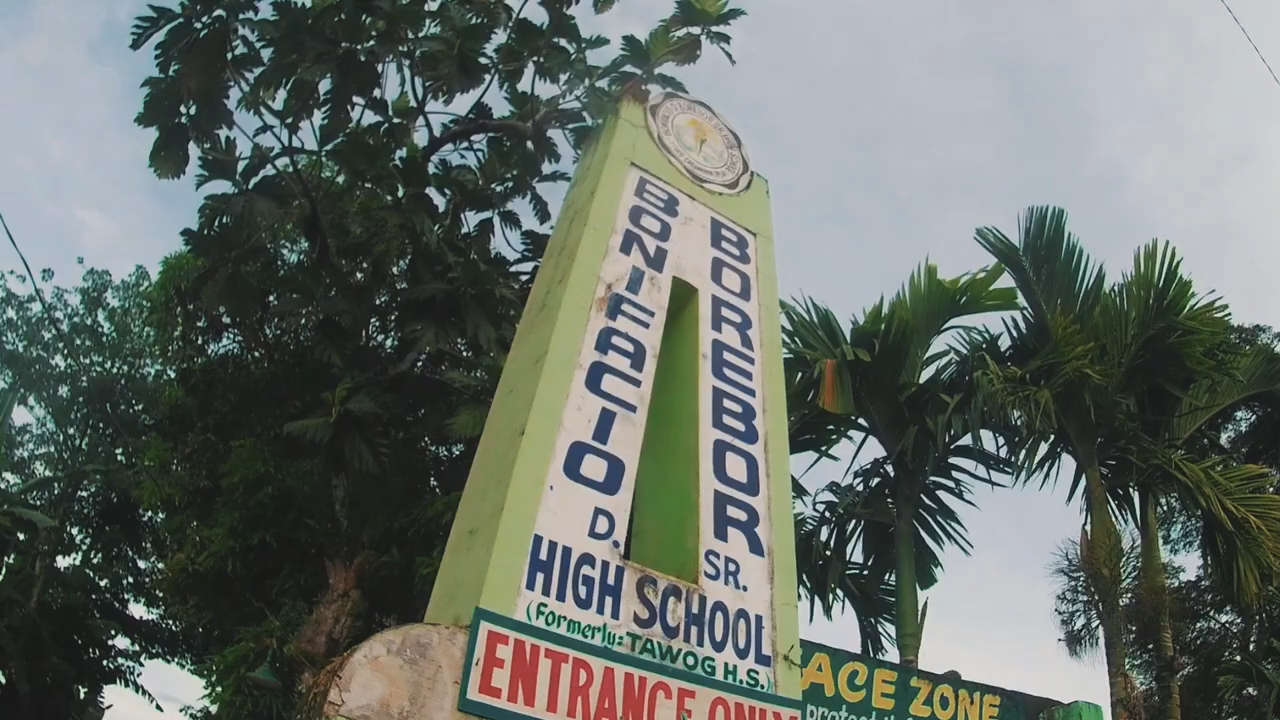 BONIFACIO
D.
BOREBOR
SR.
HIGH SCHOOL
(Formerly: TAWOG H.S.)
ENTRANCE ONLY
ACE ZONE